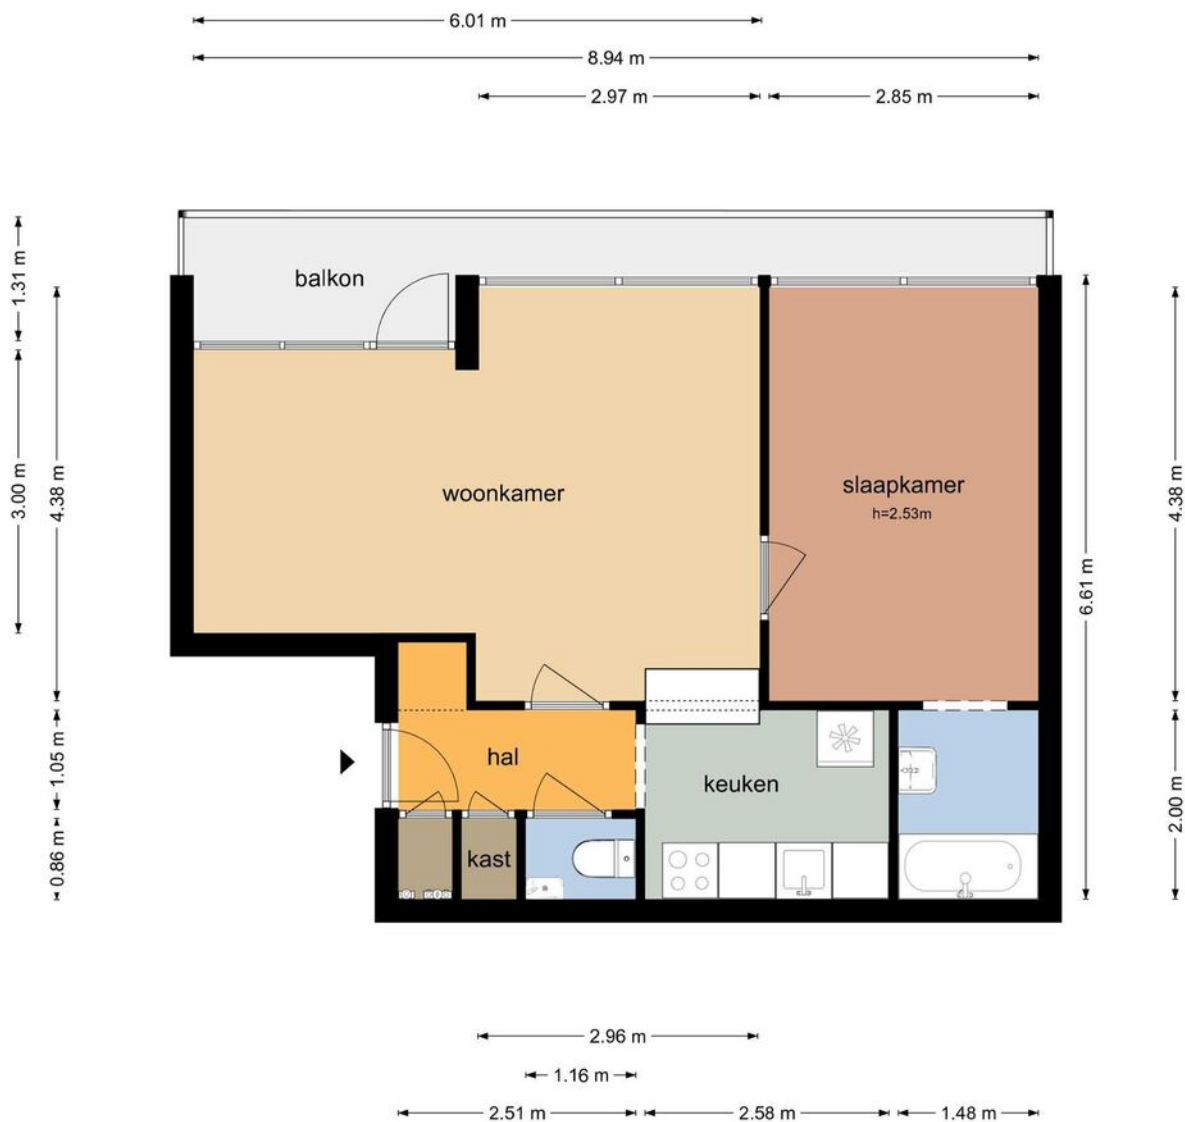 6.01 m
8.94 m
2.97 m
2.85 m
1.31 m
balkon
3.00 m
4.38 m
woonkamer
slaapkamer
h=2.53m
4.38 m
6.61 m
1.05 m
hal
keuken
2.00 m
0.86 m
kast
2.96 m
1.16 m
2.51 m
2.58 m
1.48 m